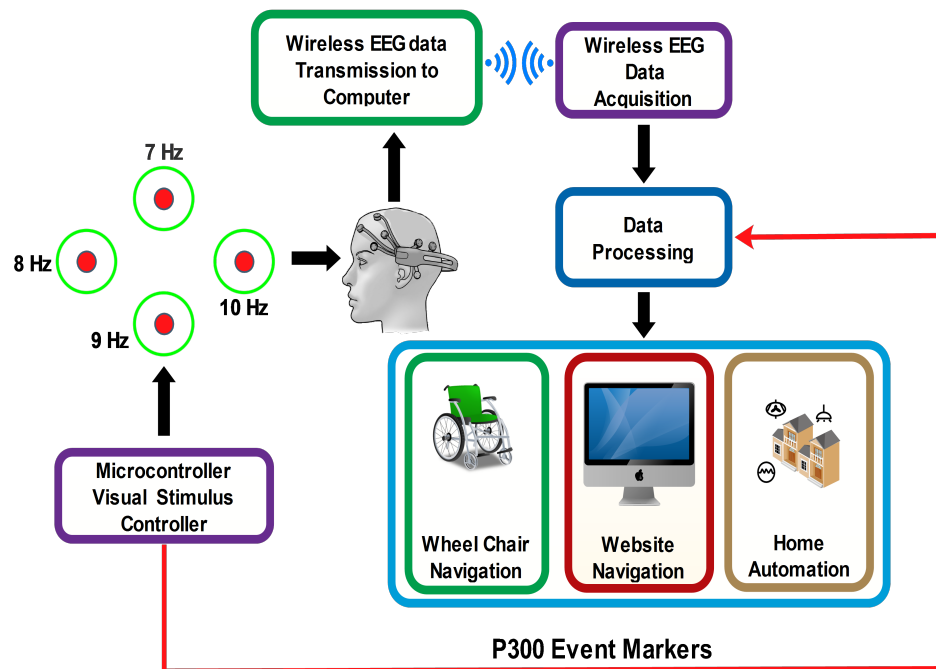 Wireless EEG data
Transmission to
Computer
Wireless EEG
Data
Acquisition
7 Hz
8 Hz
10 Hz
9 Hz
Data
Processing
Microcontroller
Visual Stimulus
Controller
Wheel Chair
Navigation
Website
Navigation
Home
Automation
P300 Event Markers